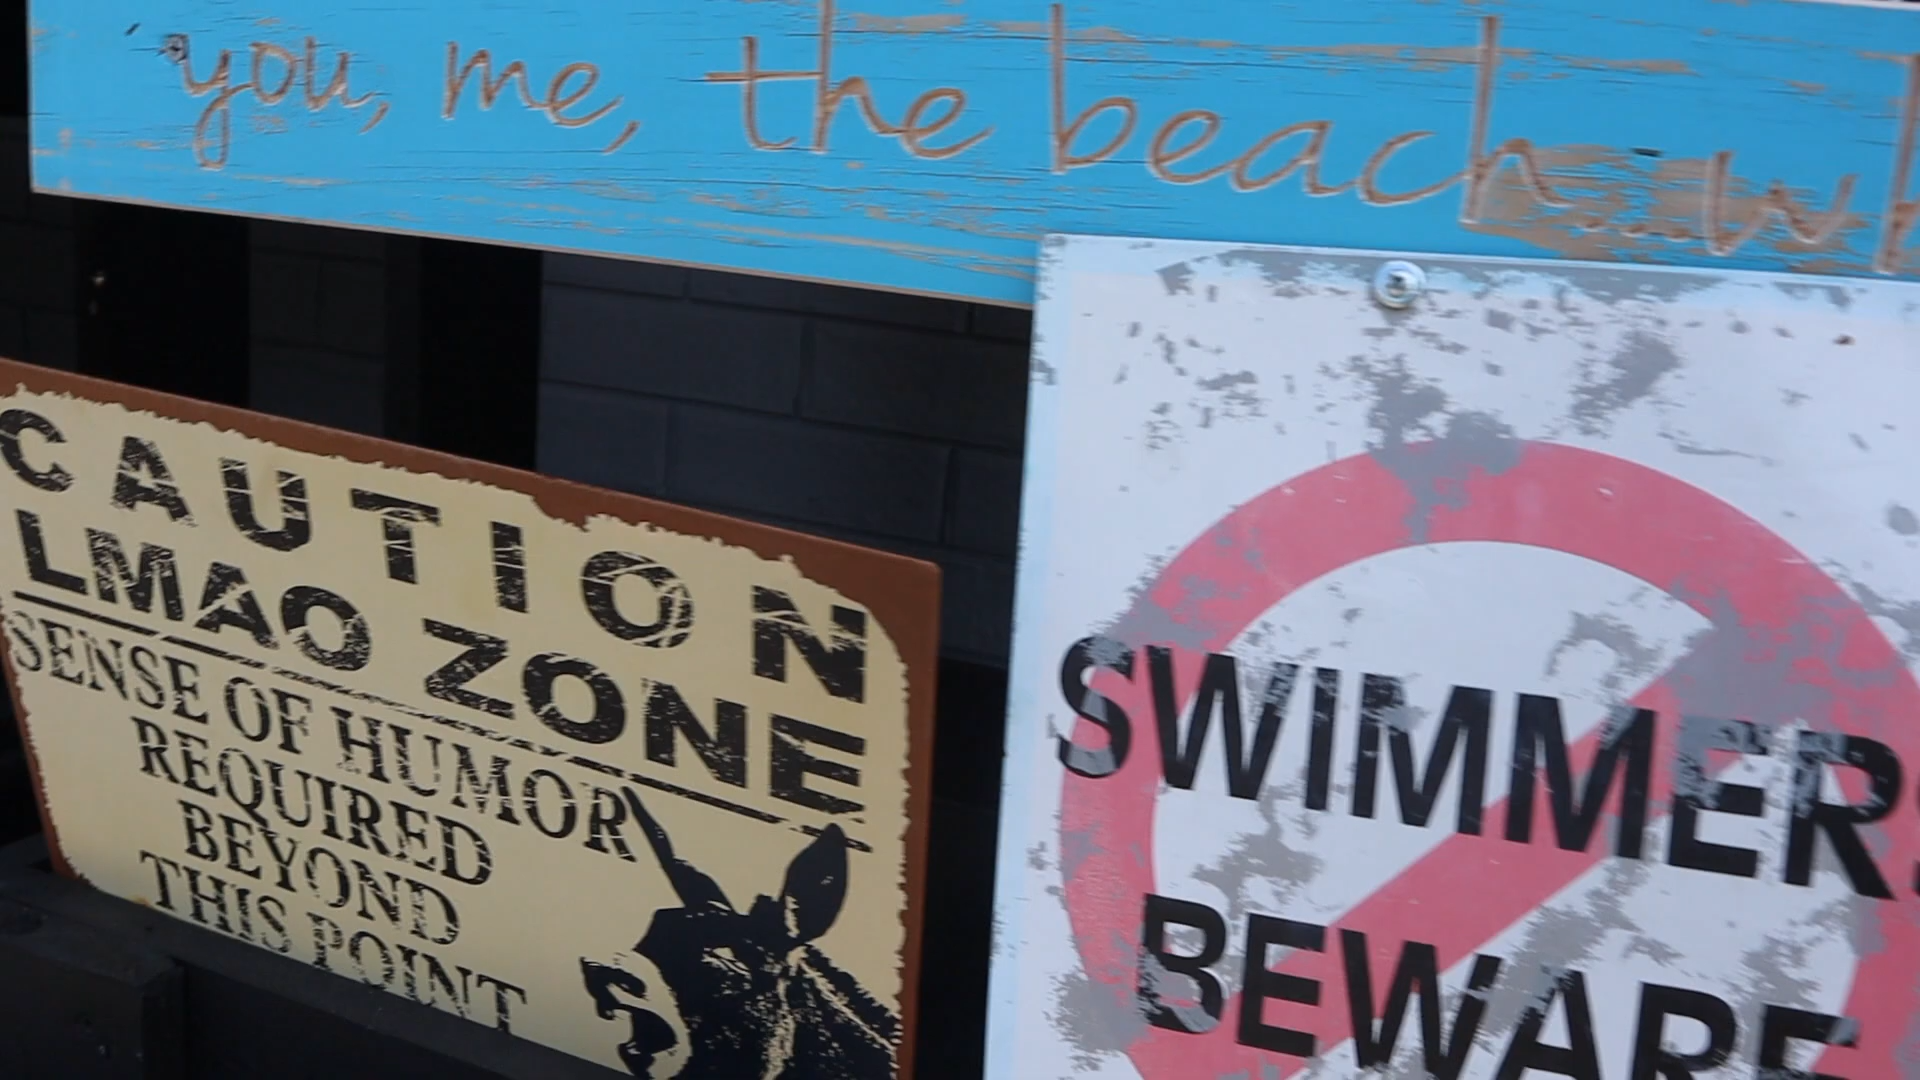 you, me, the beach...
CAUTION
LMAO ZONE
SENSE OF HUMOR
REQUIRED
BEYOND
THIS POINT
SWIMMERS
BEWARE